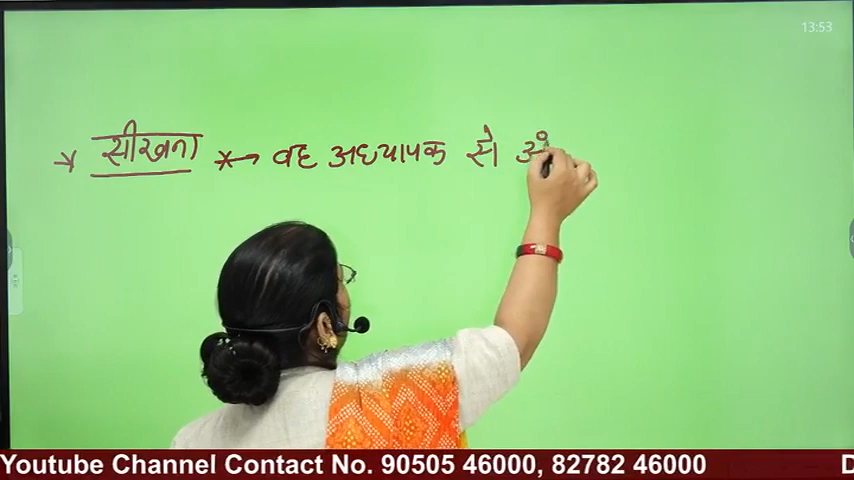 13:53
* सीखना *→ वह अध्यापक से अं
Youtube Channel Contact No. 90505 46000, 82782 46000 D